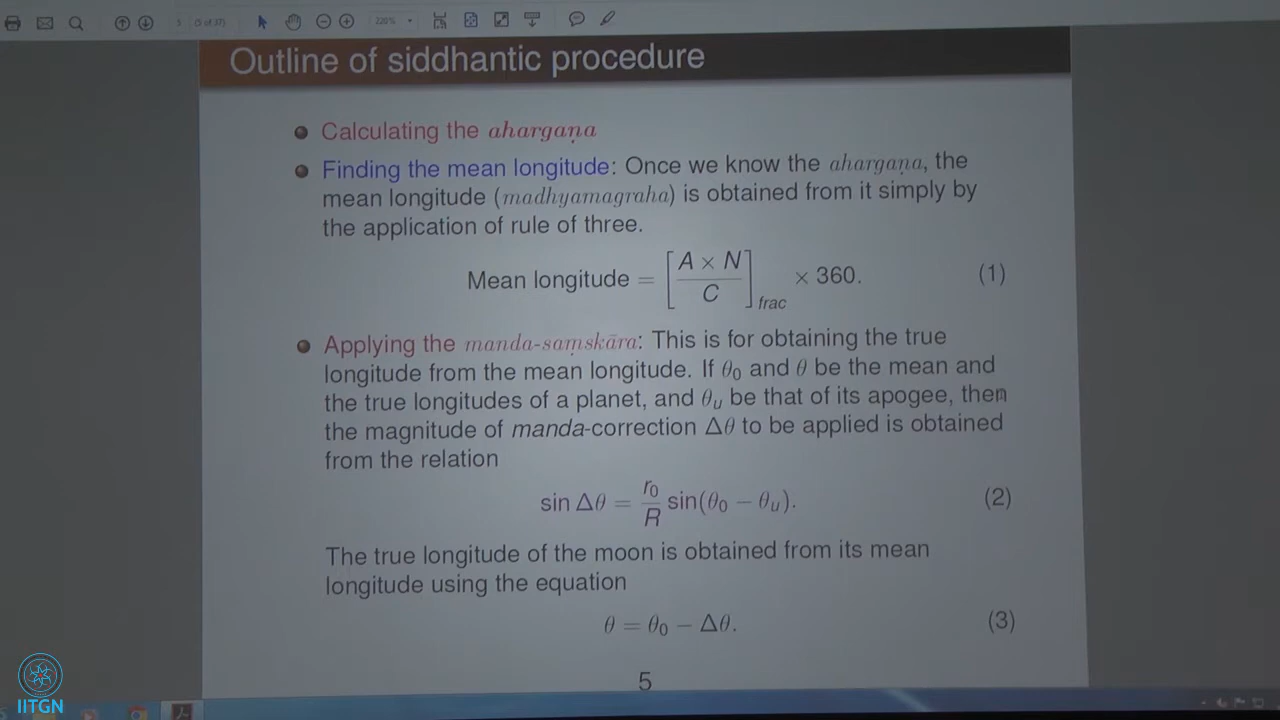 5 (5 of 37)
220%
Outline of siddhantic procedure
Calculating the ahargaṇa
Finding the mean longitude: Once we know the ahargaṇa, the
mean longitude (madhyamagraha) is obtained from it simply by
the application of rule of three.
Mean longitude = [A × N / C]frac × 360. (1)
Applying the manda-saṃskāra: This is for obtaining the true
longitude from the mean longitude. If θ0 and θ be the mean and
the true longitudes of a planet, and θu be that of its apogee, then
the magnitude of manda-correction Δθ to be applied is obtained
from the relation
sin Δθ = r0/R sin(θ0 − θu). (2)
The true longitude of the moon is obtained from its mean
longitude using the equation
θ = θ0 − Δθ. (3)
5
IITGN